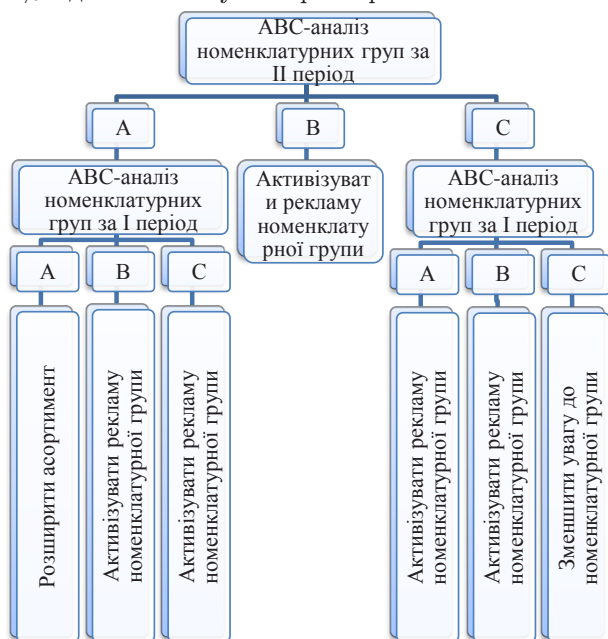 АВС-аналіз
номенклатурних груп за
ІІ період
А
В
С
АВС-аналіз
номенклатурних
груп за І період
Активізуват
и рекламу
номенклату
рної групи
АВС-аналіз
номенклатурних
груп за І період
А
В
С
А
В
С
Розширити асортимент
Активізувати рекламу
номенклатурної групи
Активізувати рекламу
номенклатурної групи
Активізувати рекламу
номенклатурної групи
Активізувати рекламу
номенклатурної групи
Зменшити увагу до
номенклатурної групи